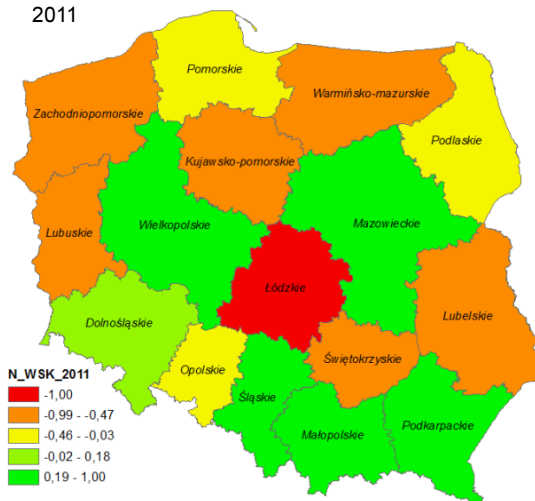 2011
Pomorskie
Warmińsko-mazurskie
Zachodniopomorskie
Podlaskie
Kujawsko-pomorskie
Wielkopolskie
Mazowieckie
Lubuskie
Łódzkie
Lubelskie
Dolnośląskie
Świętokrzyskie
Opolskie
Śląskie
Małopolskie
Podkarpackie
N_WSK_2011
-1,00
-0,99 - -0,47
-0,46 - -0,03
-0,02 - 0,18
0,19 - 1,00